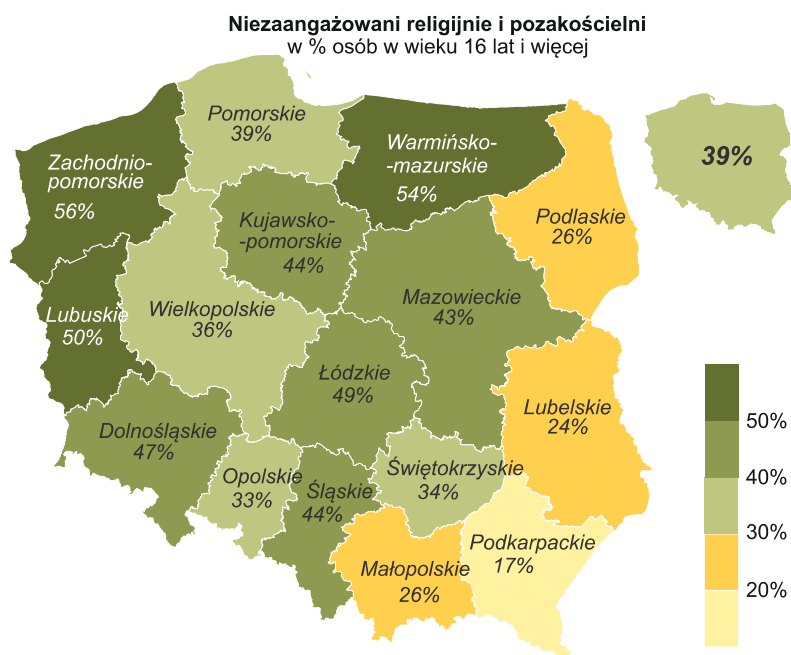 Niezaangażowani religijnie i pozakościelni
w % osób w wieku 16 lat i więcej
Pomorskie
39%
Warmińsko-
-mazurskie
54%
Zachodnio-
pomorskie
56%
39%
Podlaskie
26%
Kujawsko-
-pomorskie
44%
Mazowieckie
43%
Lubuskie
50%
Wielkopolskie
36%
Łódzkie
49%
Lubelskie
24%
Dolnośląskie
47%
Opolskie
33%
Śląskie
44%
Świętokrzyskie
34%
Małopolskie
26%
Podkarpackie
17%
50%
40%
30%
20%